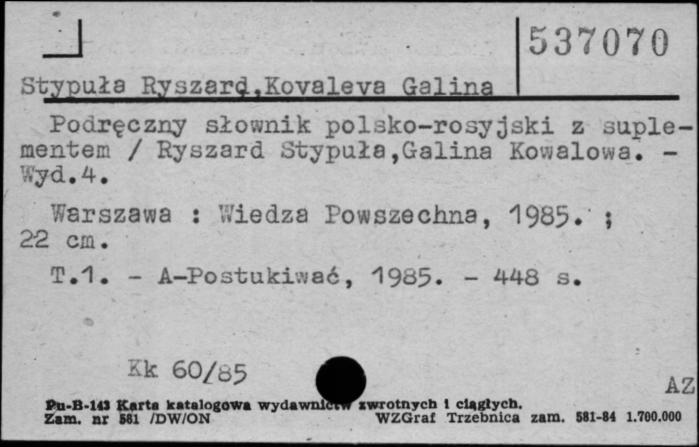 537070
Stypuła Ryszard,Kovaleva Galina
Podręczny słownik polsko-rosyjski z suple-
mentem / Ryszard Stypuła,Galina Kowalowa. -
Wyd.4.
Warszawa : Wiedza Powszechna, 1985. ;
22 cm.
T.1. - A-Postukiwać, 1985. - 448 s.
Kk 60/85
AZ
Pu-B-143 Karta katalogowa wydawnictw zwrotnych i ciągłych.
Zam. nr 581 /DW/ON WZGraf Trzebnica zam. 581-84 1.700.000